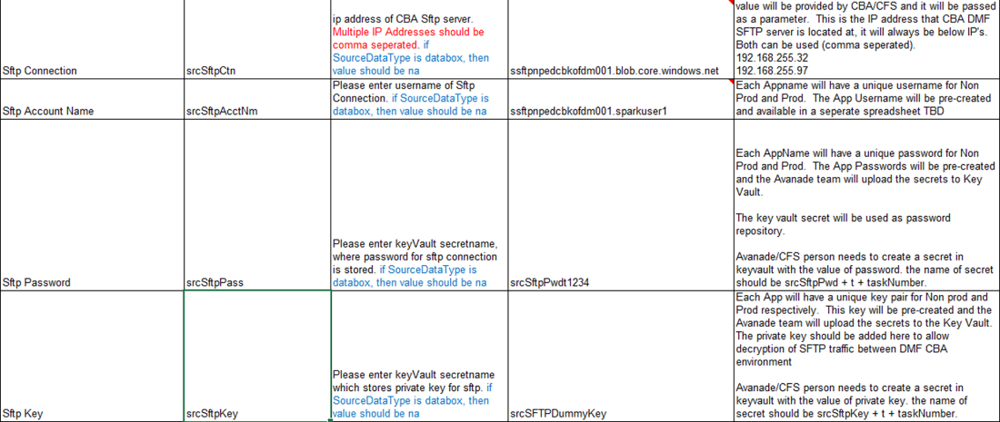 Sftp Connection
srcSftpCtn
ip address of CBA Sftp server.
Multiple IP Addresses should be
comma seperated. if
SourceDataType is databox, then
value should be na
ssftpnpedcbkofdm001.blob.core.windows.net
value will be provided by CBA/CFS and it will be passed
as a parameter.  This is the IP address that CBA DMF
SFTP server is located at, it will always be below IP's.
Both can be used (comma seperated).
192.168.255.32
192.168.255.97
Sftp Account Name
srcSftpAcctNm
Please enter username of Sftp
Connection. if SourceDataType is
databox, then value should be na
ssftpnpedcbkofdm001.sparkuser1
Each Appname will have a unique username for Non
Prod and Prod.  The App Username will be pre-created
and available in a seperate spreadsheet TBD
Sftp Password
srcSftpPass
Please enter keyVault secretname,
where password for sftp connection
is stored. if SourceDataType is
databox, then value should be na
srcSftpPwdt1234
Each AppName will have a unique password for Non
Prod and Prod.  The App Passwords will be pre-created
and the Avanade team will upload the secrets to Key
Vault.
The key vault secret will be used as password
repository.
Avanade/CFS person needs to create a secret in
keyvault with the value of password. the name of secret
should be srcSftpPwd + t + taskNumber.
Sftp Key
srcSftpKey
Please enter keyVault secretname
which stores private key for sftp. if
SourceDataType is databox, then
value should be na
srcSFTPDummyKey
Each App will have a unique key pair for Non prod and
Prod respectively.  This key will be pre-created and the
Avanade team will upload the secrets to the Key Vault.
The private key should be added here to allow
decryption of SFTP traffic between DMF CBA
environment
Avanade/CFS person needs to create a secret in
keyvault with the value of private key. the name of
secret should be srcSftpKey + t + taskNumber.